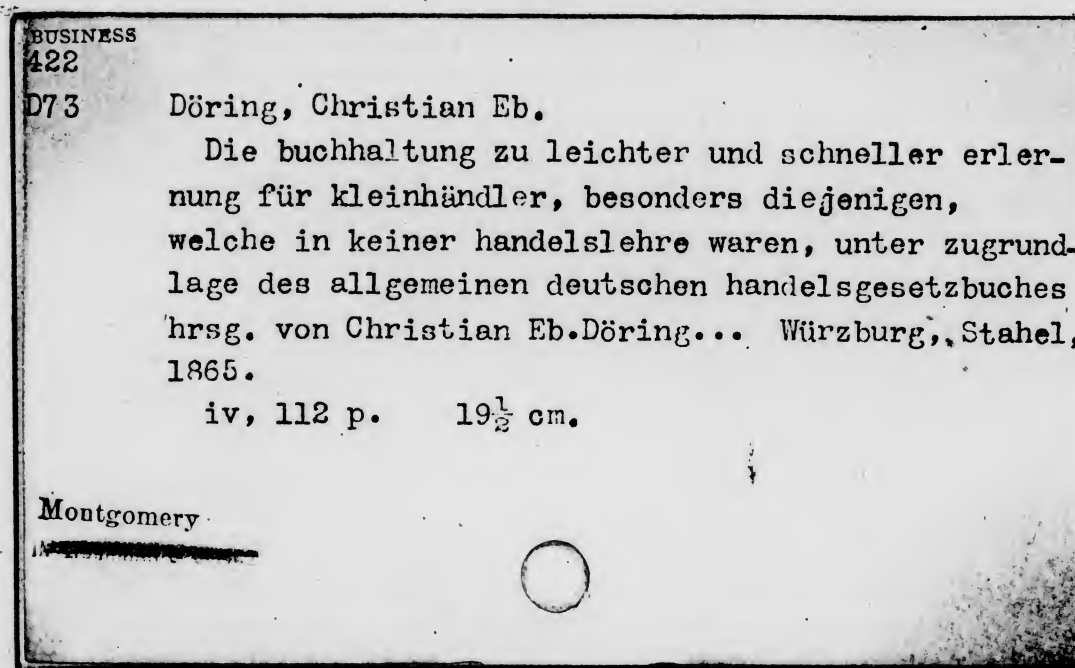 BUSINESS
422
D73 Döring, Christian Eb.
Die buchhaltung zu leichter und schneller erler-
nung für kleinhändler, besonders diejenigen,
welche in keiner handelslehre waren, unter zugrund-
lage des allgemeinen deutschen handelsgesetzbuches
hrsg. von Christian Eb.Döring... Würzburg, Stahel,
1865.
iv, 112 p. 19½ cm.
Montgomery